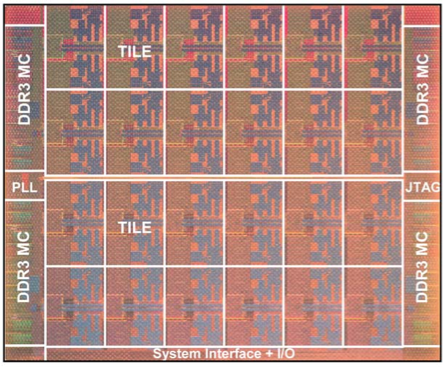 DDR3 MC
TILE
DDR3 MC
PLL
JTAG
DDR3 MC
TILE
DDR3 MC
System Interface + I/O